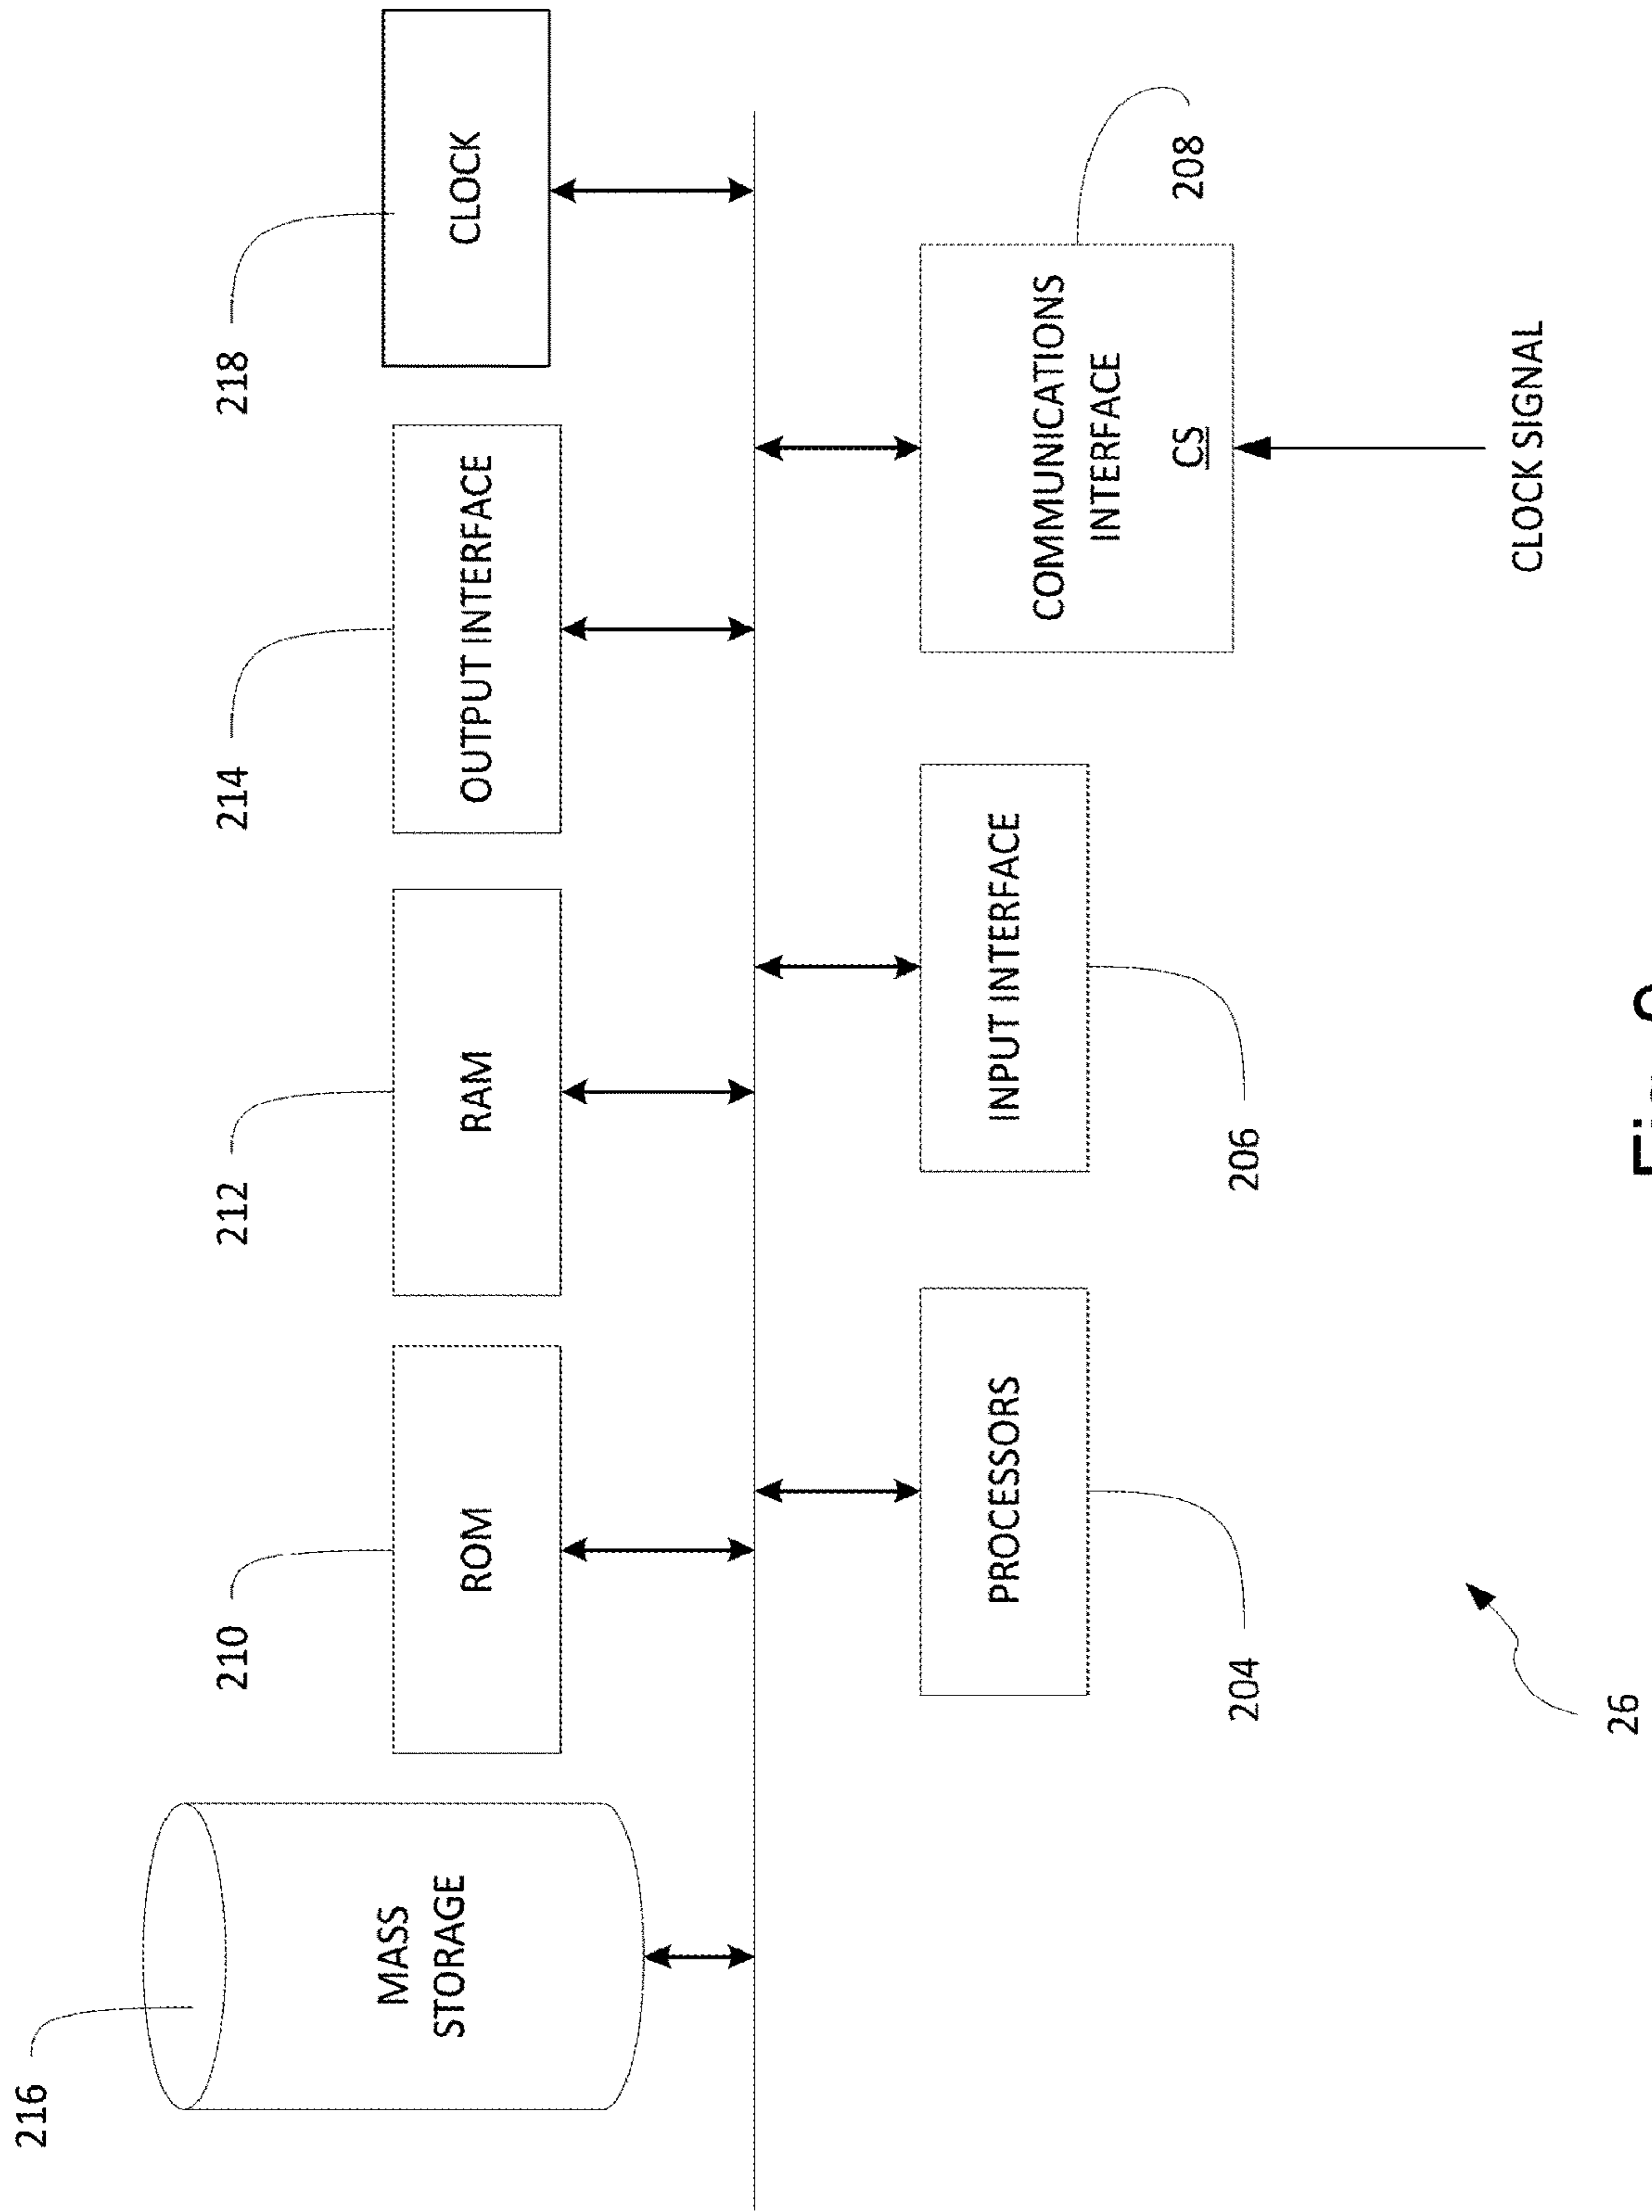 216
MASS
STORAGE
210
ROM
212
RAM
214
OUTPUT INTERFACE
218
CLOCK
PROCESSORS
204
INPUT INTERFACE
206
COMMUNICATIONS
INTERFACE
CS
208
CLOCK SIGNAL
26